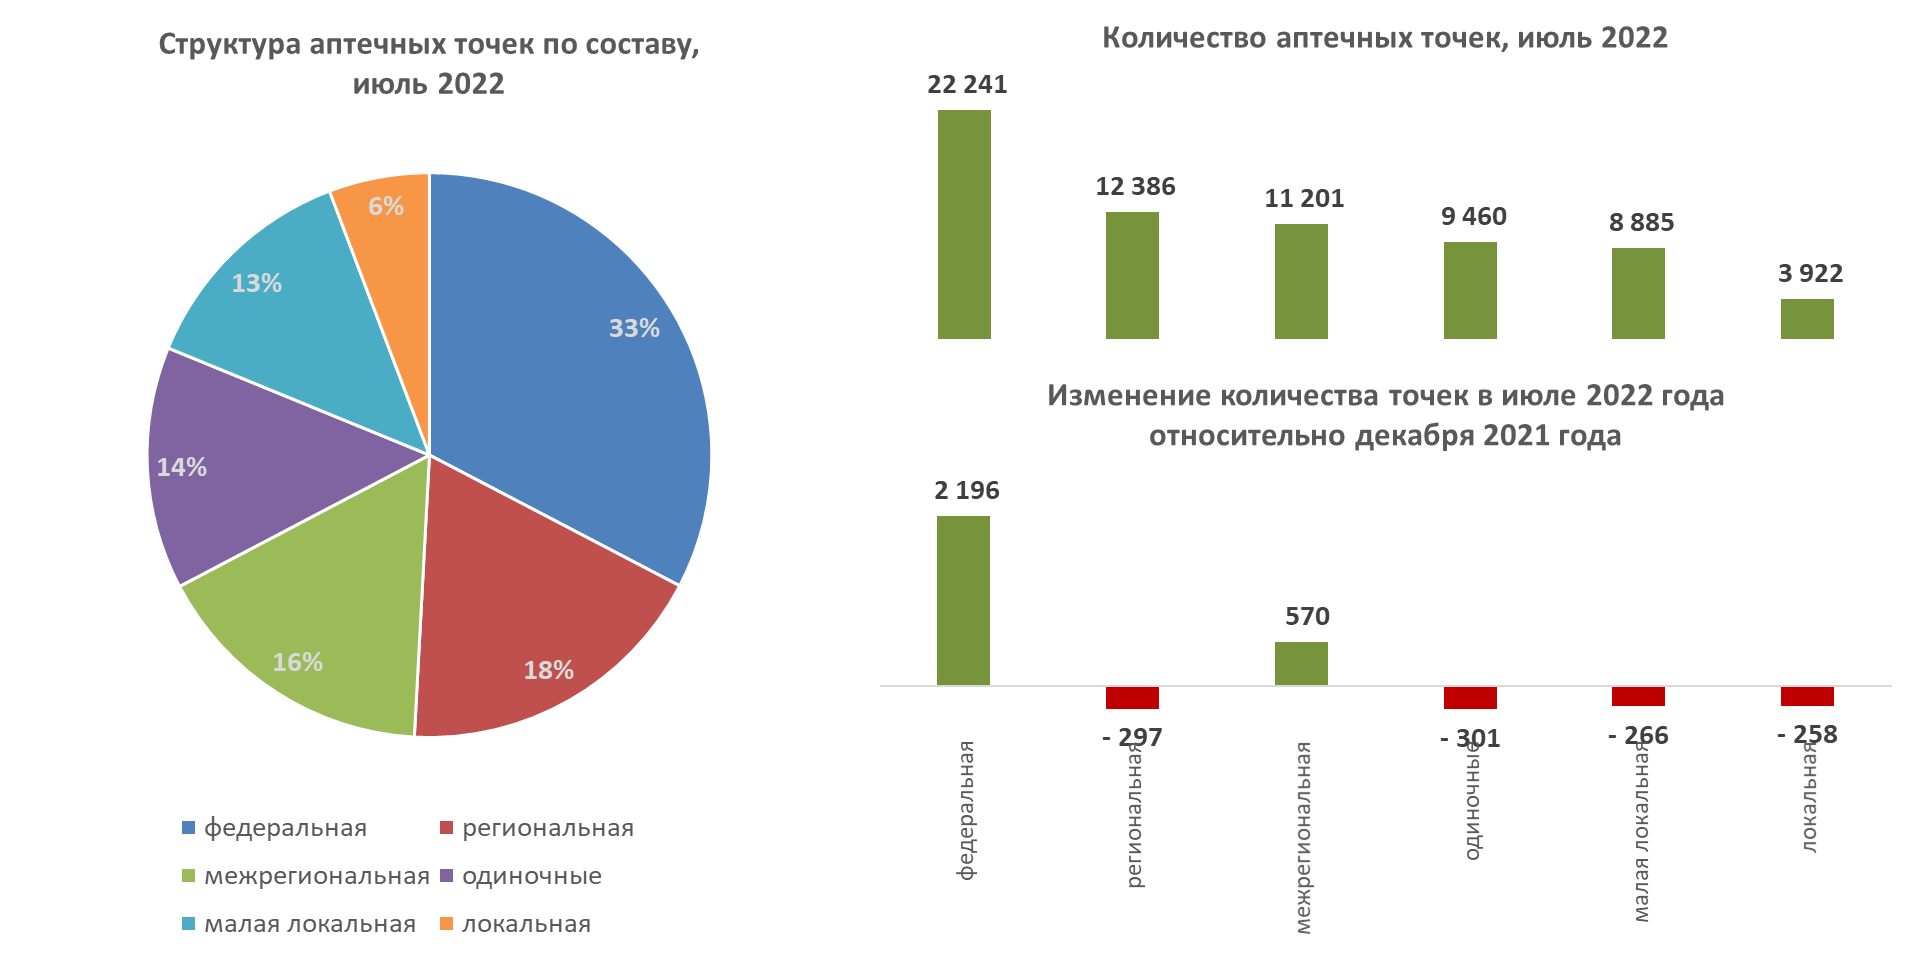 Структура аптечных точек по составу,
июль 2022
6%
13%
33%
14%
16%
18%
федеральная
региональная
межрегиональная
одиночные
малая локальная
локальная
Количество аптечных точек, июль 2022
22 241
12 386
11 201
9 460
8 885
3 922
Изменение количества точек в июле 2022 года
относительно декабря 2021 года
2 196
- 297
570
- 301
- 266
- 258
федеральная
региональная
межрегиональная
одиночные
малая локальная
локальная